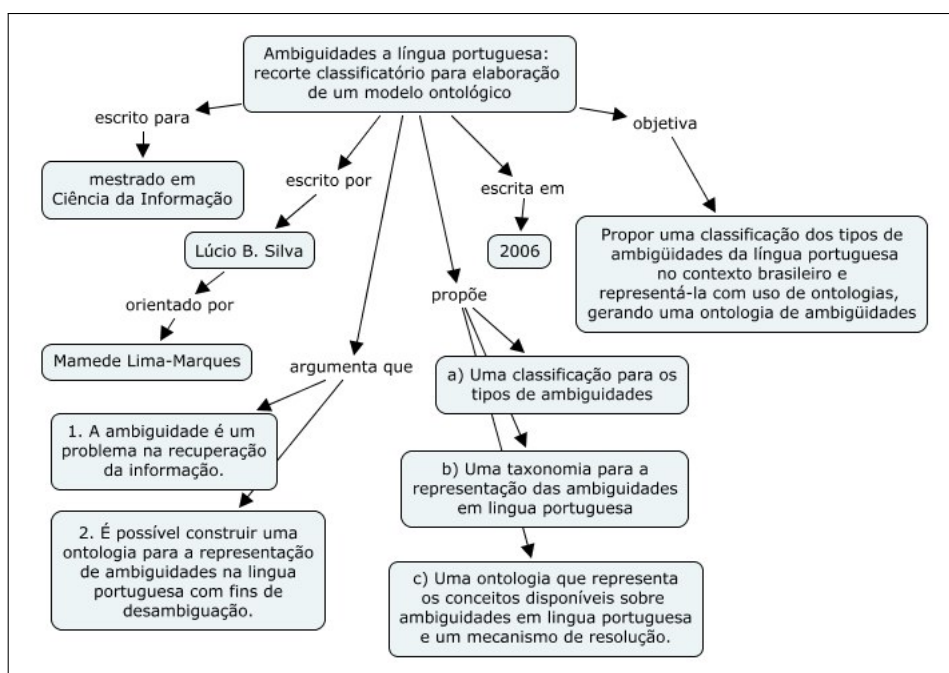 Ambiguidades a língua portuguesa:
recorte classificatório para elaboração
de um modelo ontológico
escrito para
mestrado em
Ciência da Informação
escrito por
Lúcio B. Silva
orientado por
Mamede Lima-Marques
argumenta que
1. A ambiguidade é um
problema na recuperação
da informação.
2. É possível construir uma
ontologia para a representação
de ambiguidades na lingua
portuguesa com fins de
desambiguação.
propõe
a) Uma classificação para os
tipos de ambiguidades
b) Uma taxonomia para a
representação das ambiguidades
em lingua portuguesa
c) Uma ontologia que representa
os conceitos disponíveis sobre
ambiguidades em lingua portuguesa
e um mecanismo de resolução.
escrita em
2006
objetiva
Propor uma classificação dos tipos de
ambigüidades da língua portuguesa
no contexto brasileiro e
representá-la com uso de ontologias,
gerando uma ontologia de ambigüidades